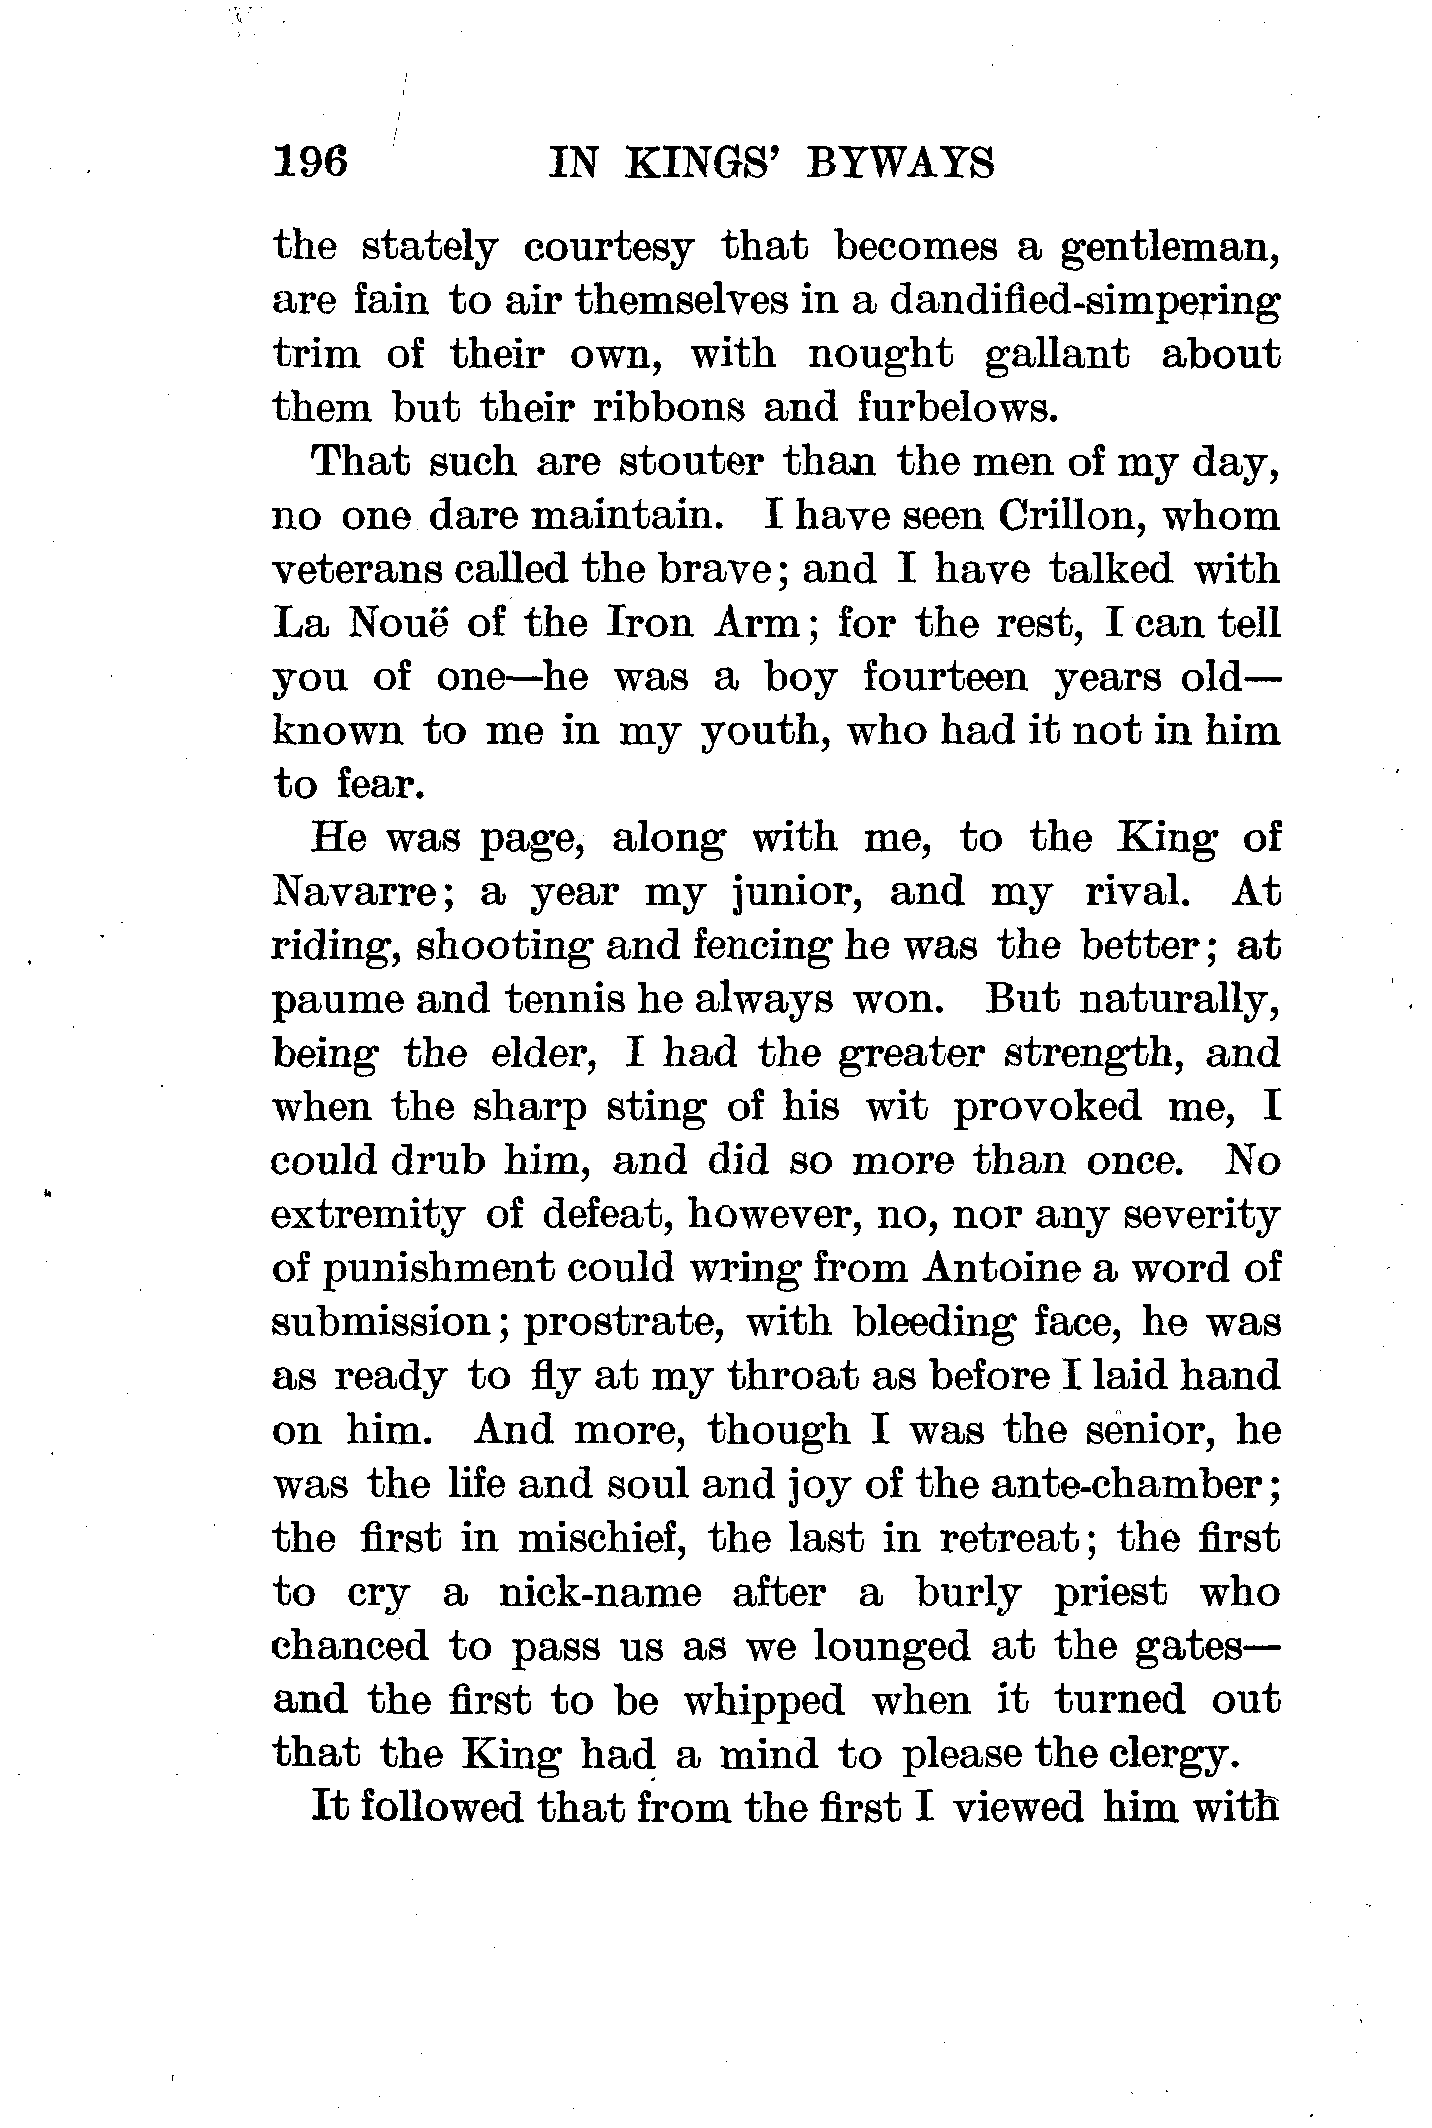 196 IN KINGS' BYWAYS
the stately courtesy that becomes a gentleman,
are fain to air themselves in a dandified-simpering
trim of their own, with nought gallant about
them but their ribbons and furbelows.
That such are stouter than the men of my day,
no one dare maintain. I have seen Crillon, whom
veterans called the brave; and I have talked with
La Nouë of the Iron Arm; for the rest, I can tell
you of one—he was a boy fourteen years old—
known to me in my youth, who had it not in him
to fear.
He was page, along with me, to the King of
Navarre; a year my junior, and my rival. At
riding, shooting and fencing he was the better; at
paume and tennis he always won. But naturally,
being the elder, I had the greater strength, and
when the sharp sting of his wit provoked me, I
could drub him, and did so more than once. No
extremity of defeat, however, no, nor any severity
of punishment could wring from Antoine a word of
submission; prostrate, with bleeding face, he was
as ready to fly at my throat as before I laid hand
on him. And more, though I was the senior, he
was the life and soul and joy of the ante-chamber;
the first in mischief, the last in retreat; the first
to cry a nick-name after a burly priest who
chanced to pass us as we lounged at the gates—
and the first to be whipped when it turned out
that the King had a mind to please the clergy.
It followed that from the first I viewed him with